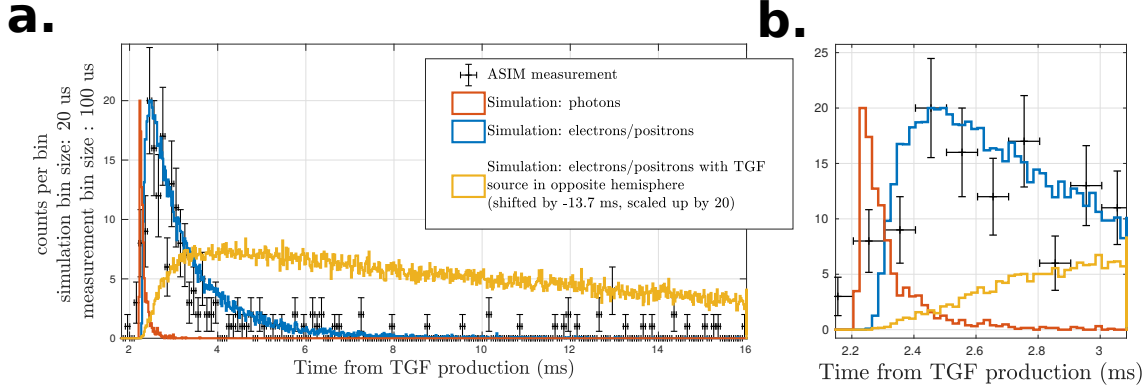 a.
b.
counts per bin
simulation bin size: 20 us
measurement bin size : 100 us
20
15
10
5
0
2
4
6
8
10
12
14
16
Time from TGF production (ms)
ASIM measurement
Simulation: photons
Simulation: electrons/positrons
Simulation: electrons/positrons with TGF
source in opposite hemisphere
(shifted by -13.7 ms, scaled up by 20)
25
20
15
10
5
0
2.2
2.4
2.6
2.8
3
Time from TGF production (ms)